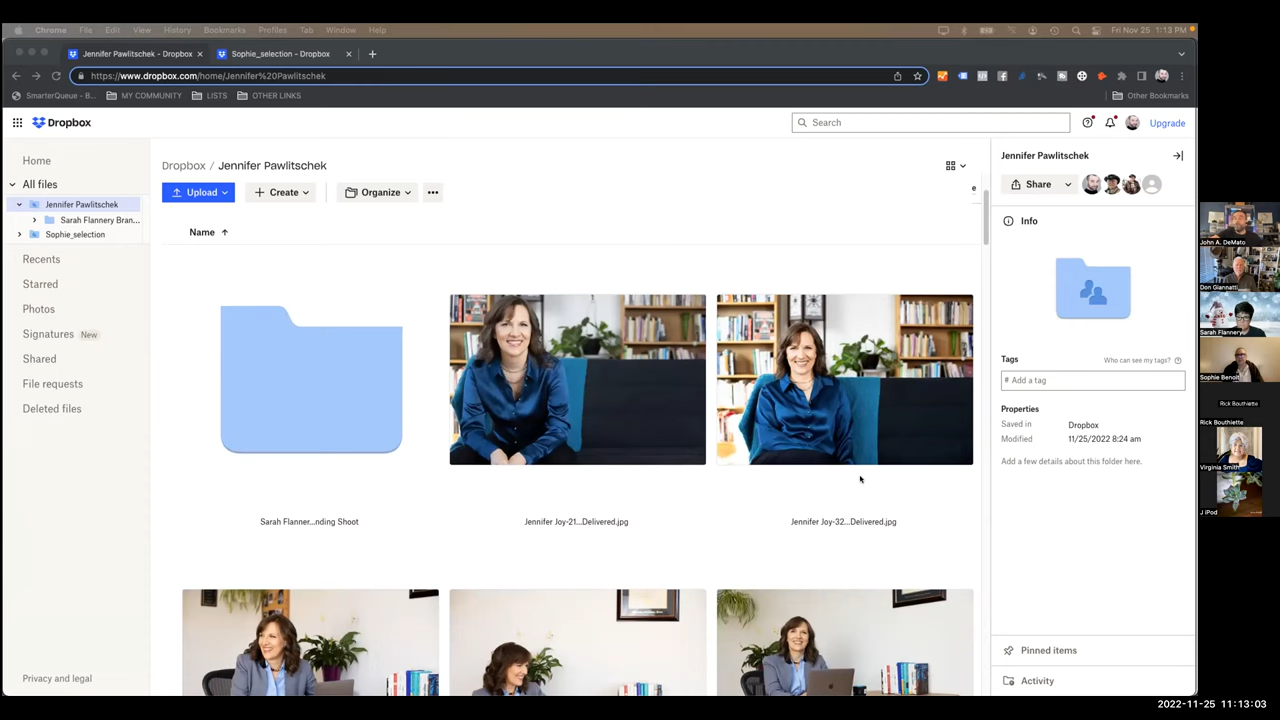 Chrome File Edit View History Bookmarks Profiles Tab Window Help Fri Nov 25 1:13 PM
Jennifer Pawlitschek - Dropbox
Sophie_selection - Dropbox
https://www.dropbox.com/home/Jennifer%20Pawlitschek
SmarterQueue - B...
MY COMMUNITY
LISTS
OTHER LINKS
Other Bookmarks
Dropbox
Search
Upgrade
Home
All files
Jennifer Pawlitschek
Sarah Flannery Bran...
Sophie_selection
Recents
Starred
Photos
Signatures New
Shared
File requests
Deleted files
Privacy and legal
Dropbox / Jennifer Pawlitschek
Upload
Create
Organize
e
Name
Sarah Flanner...nding Shoot
Jennifer Joy-21...Delivered.jpg
Jennifer Joy-32...Delivered.jpg
Jennifer Pawlitschek
Share
Info
Tags
Who can see my tags?
# Add a tag
Properties
Saved in Dropbox
Modified 11/25/2022 8:24 am
Add a few details about this folder here.
Pinned items
Activity
John A. DeMato
Don Giannatti
Sarah Flannery
Sophie Benoit
Rick Bouthiette
Rick Bouthiette
Virginia Smith
J iPod
2022-11-25 11:13:03